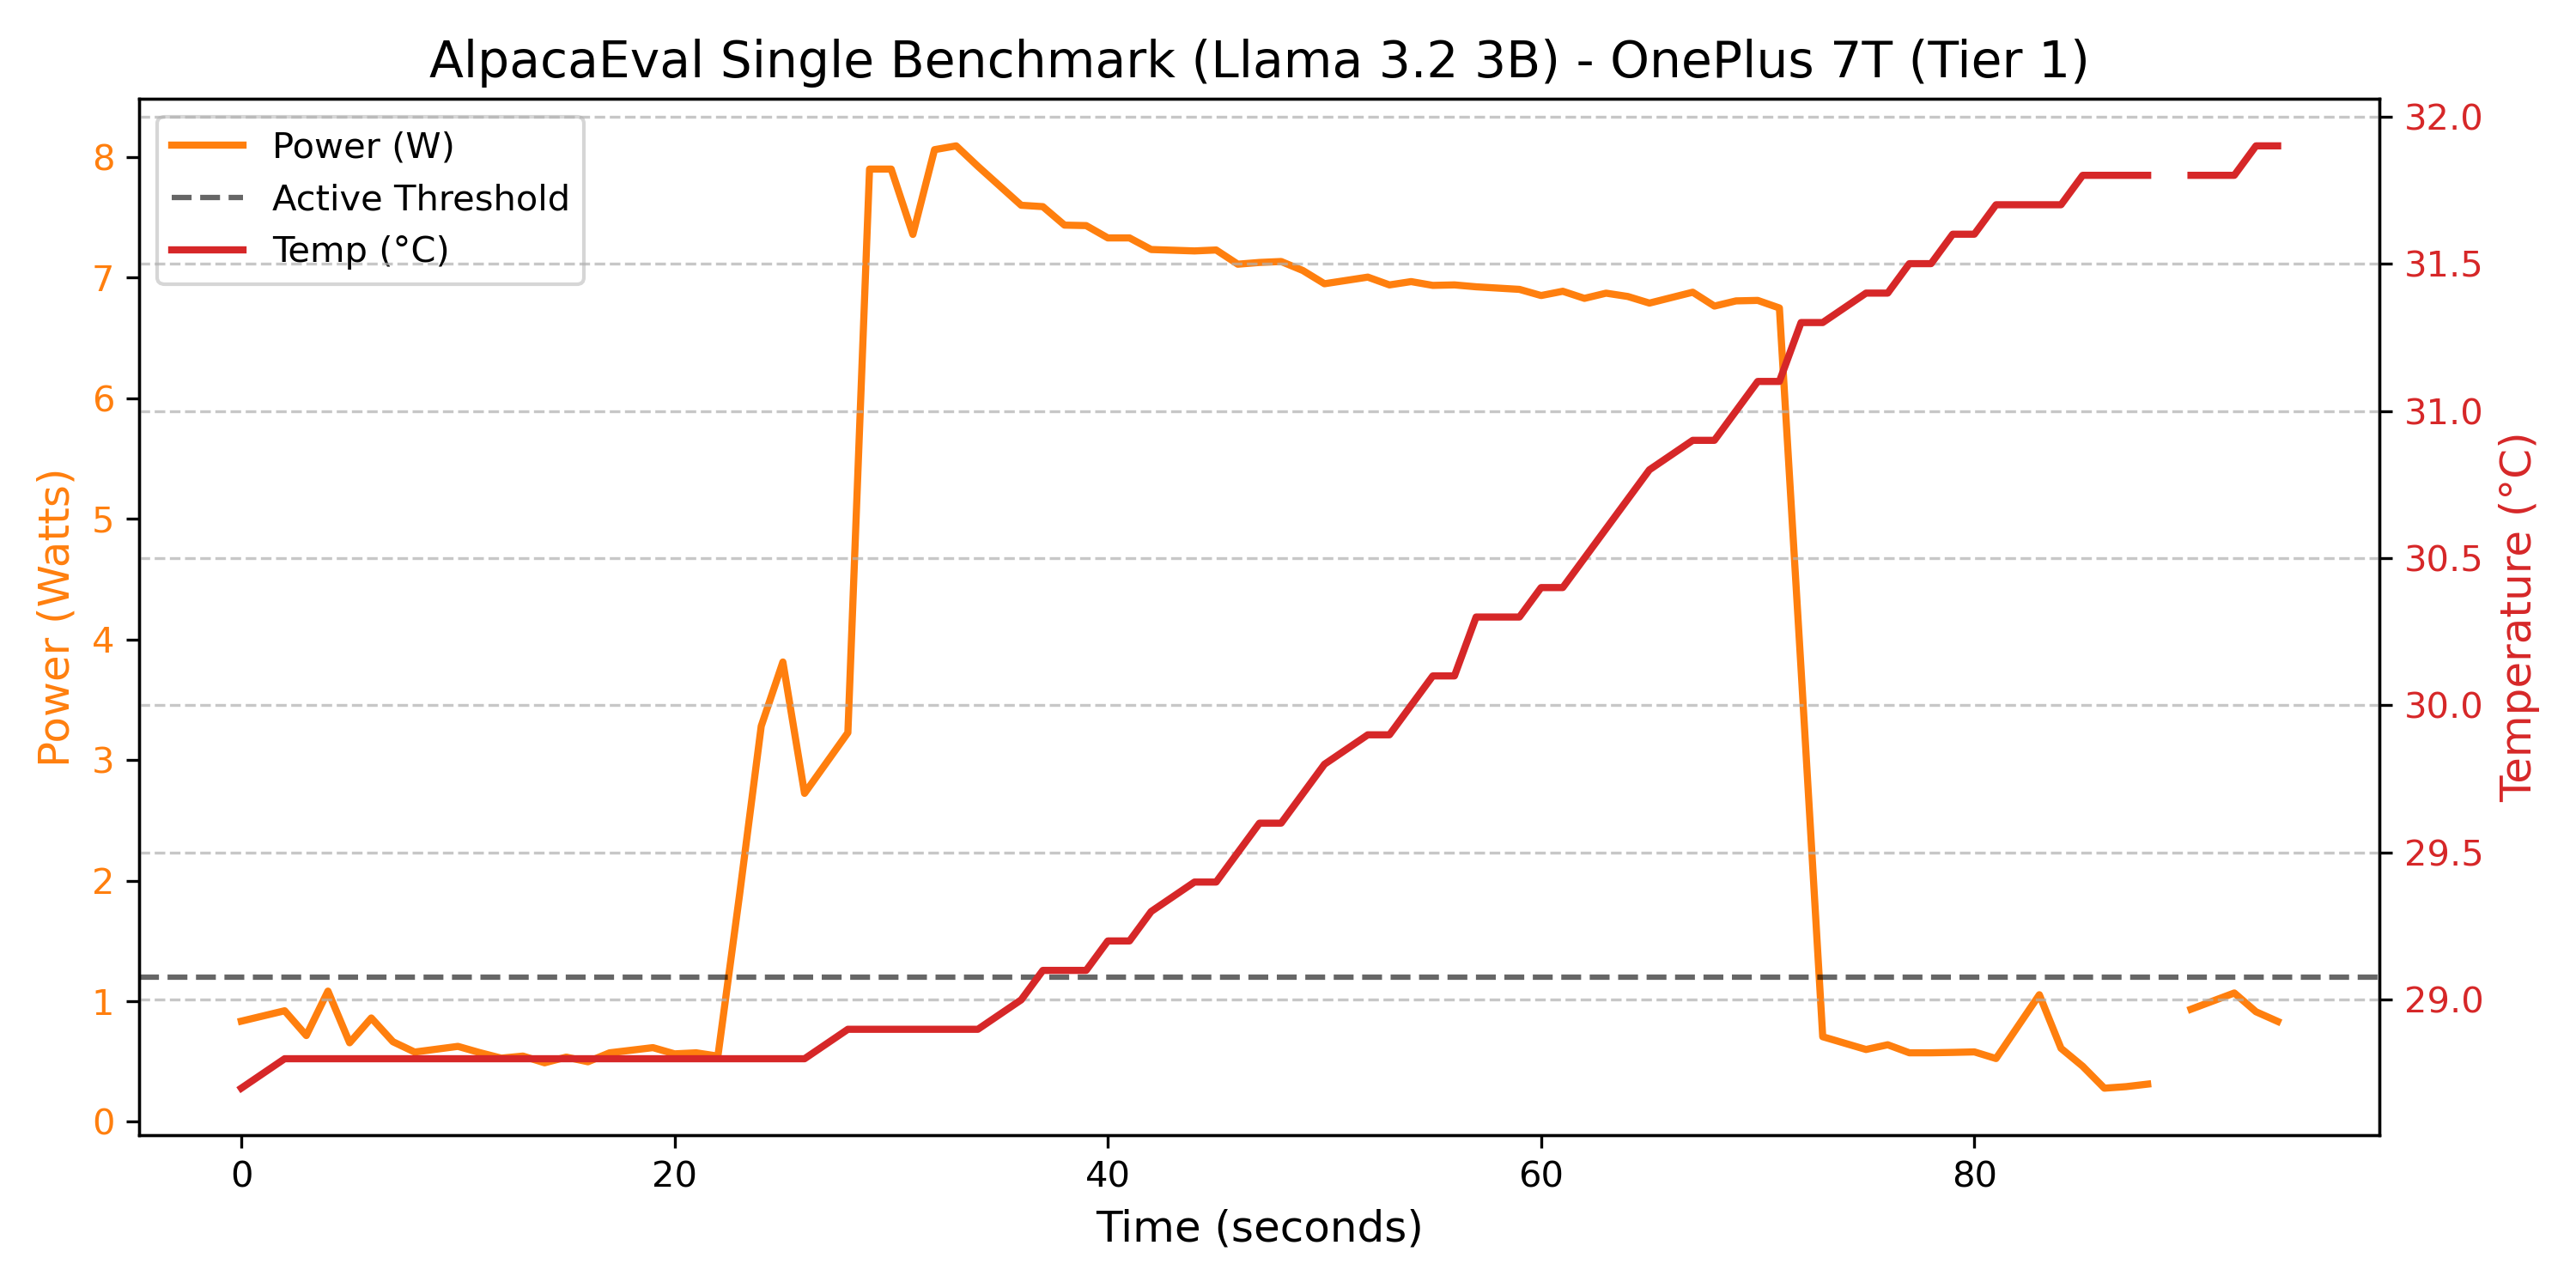 AlpacaEval Single Benchmark (Llama 3.2 3B) - OnePlus 7T (Tier 1)
Power (W)
Active Threshold
Temp (°C)
8
7
6
5
4
3
2
1
0
Power (Watts)
32.0
31.5
31.0
30.5
30.0
29.5
29.0
Temperature (°C)
0 20 40 60 80
Time (seconds)